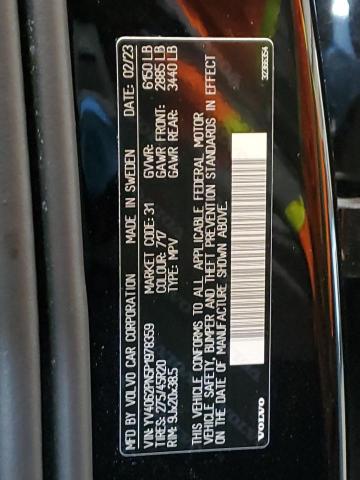 MFD BY VOLVO CAR CORPORATION MADE IN SWEDEN DATE: 02/23
VIN: YV4062PN5P1978359 GVWR: 6150 LB
TIRES: 275/45R20 MARKET CODE: 31 GAWR FRONT: 2885 LB
RIM: 9Jx20x38.5 COLOUR: 717 GAWR REAR: 3440 LB
TYPE: MPV
THIS VEHICLE CONFORMS TO ALL APPLICABLE FEDERAL MOTOR
VEHICLE SAFETY, BUMPER AND THEFT PREVENTION STANDARDS IN EFFECT
ON THE DATE OF MANUFACTURE SHOWN ABOVE.
VOLVO